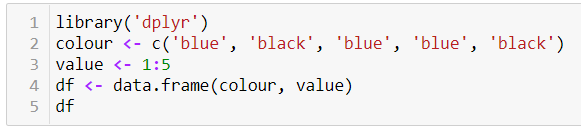 1 library('dplyr')
2 colour <- c('blue', 'black', 'blue', 'blue', 'black')
3 value <- 1:5
4 df <- data.frame(colour, value)
5 df